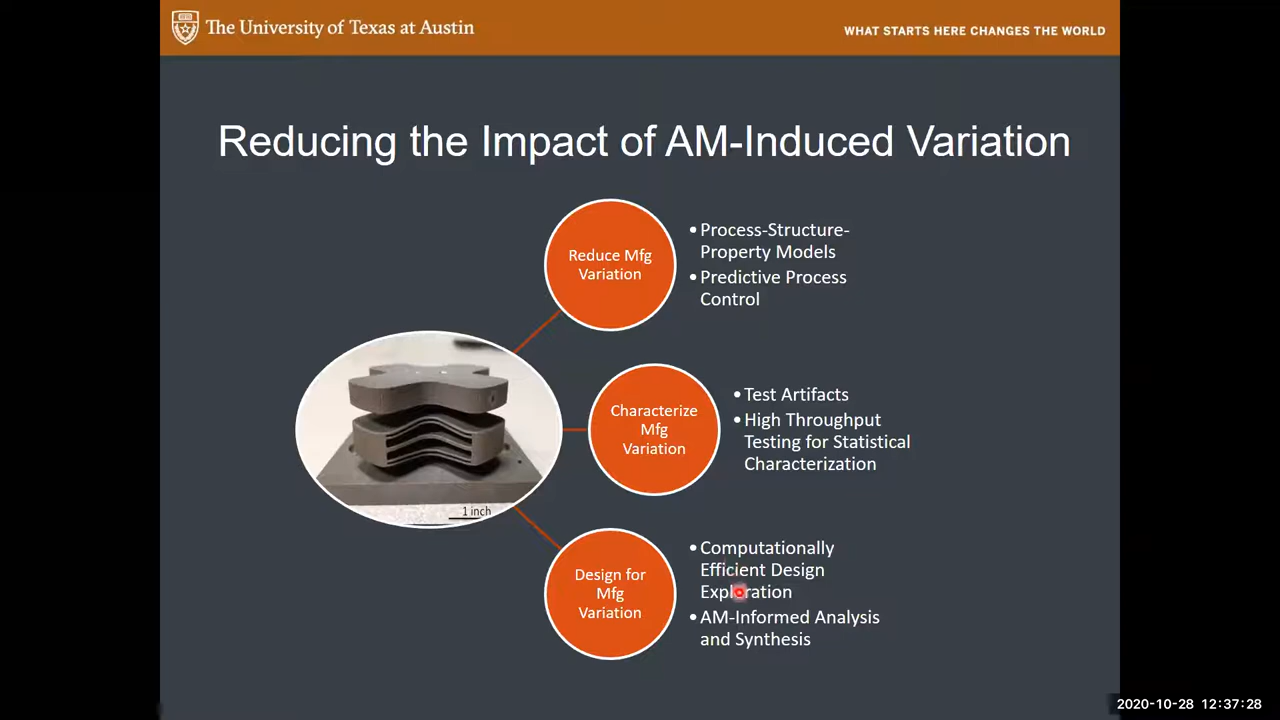 The University of Texas at Austin
WHAT STARTS HERE CHANGES THE WORLD
Reducing the Impact of AM-Induced Variation
Reduce Mfg
Variation
• Process-Structure-
Property Models
• Predictive Process
Control
Characterize
Mfg
Variation
• Test Artifacts
• High Throughput
Testing for Statistical
Characterization
1 inch
Design for
Mfg
Variation
• Computationally
Efficient Design
Exploration
• AM-Informed Analysis
and Synthesis
2020-10-28 12:37:28